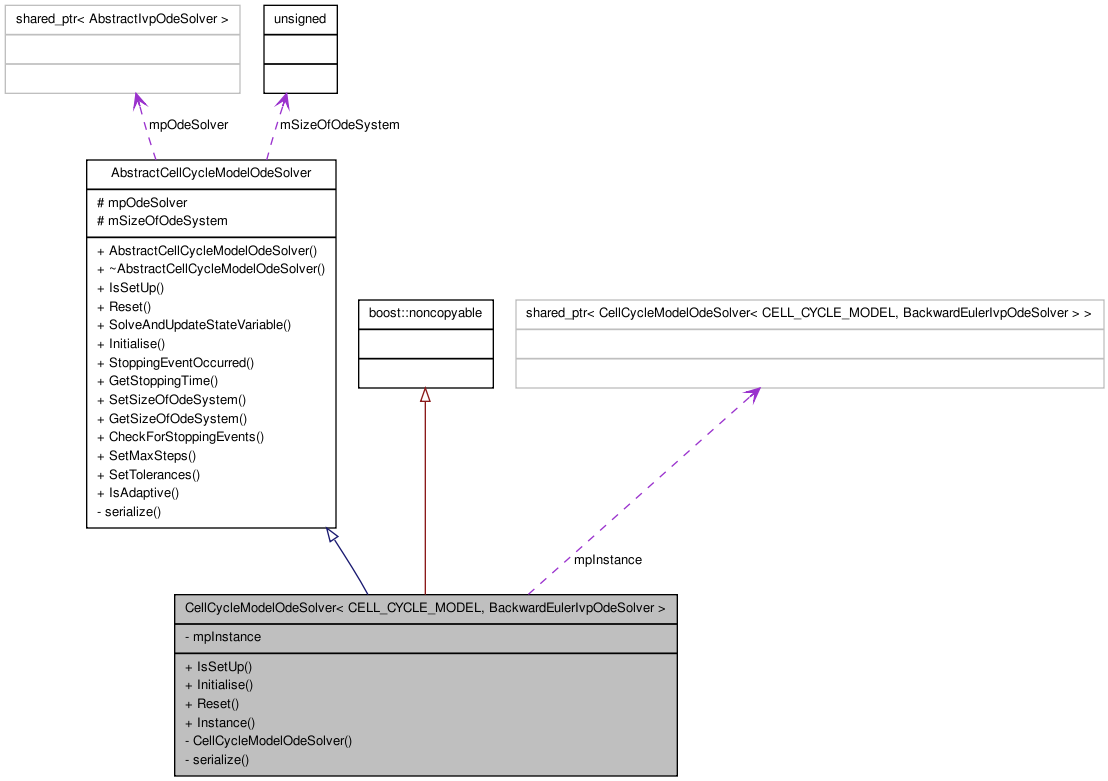 shared_ptr< AbstractIvpOdeSolver >
unsigned
mpOdeSolver
mSizeOfOdeSystem
AbstractCellCycleModelOdeSolver
# mpOdeSolver
# mSizeOfOdeSystem
+ AbstractCellCycleModelOdeSolver()
+ ~AbstractCellCycleModelOdeSolver()
+ IsSetUp()
+ Reset()
+ SolveAndUpdateStateVariable()
+ Initialise()
+ StoppingEventOccurred()
+ GetStoppingTime()
+ SetSizeOfOdeSystem()
+ GetSizeOfOdeSystem()
+ CheckForStoppingEvents()
+ SetMaxSteps()
+ SetTolerances()
+ IsAdaptive()
- serialize()
boost::noncopyable
shared_ptr< CellCycleModelOdeSolver< CELL_CYCLE_MODEL, BackwardEulerIvpOdeSolver > >
mpInstance
CellCycleModelOdeSolver< CELL_CYCLE_MODEL, BackwardEulerIvpOdeSolver >
- mpInstance
+ IsSetUp()
+ Initialise()
+ Reset()
+ Instance()
- CellCycleModelOdeSolver()
- serialize()